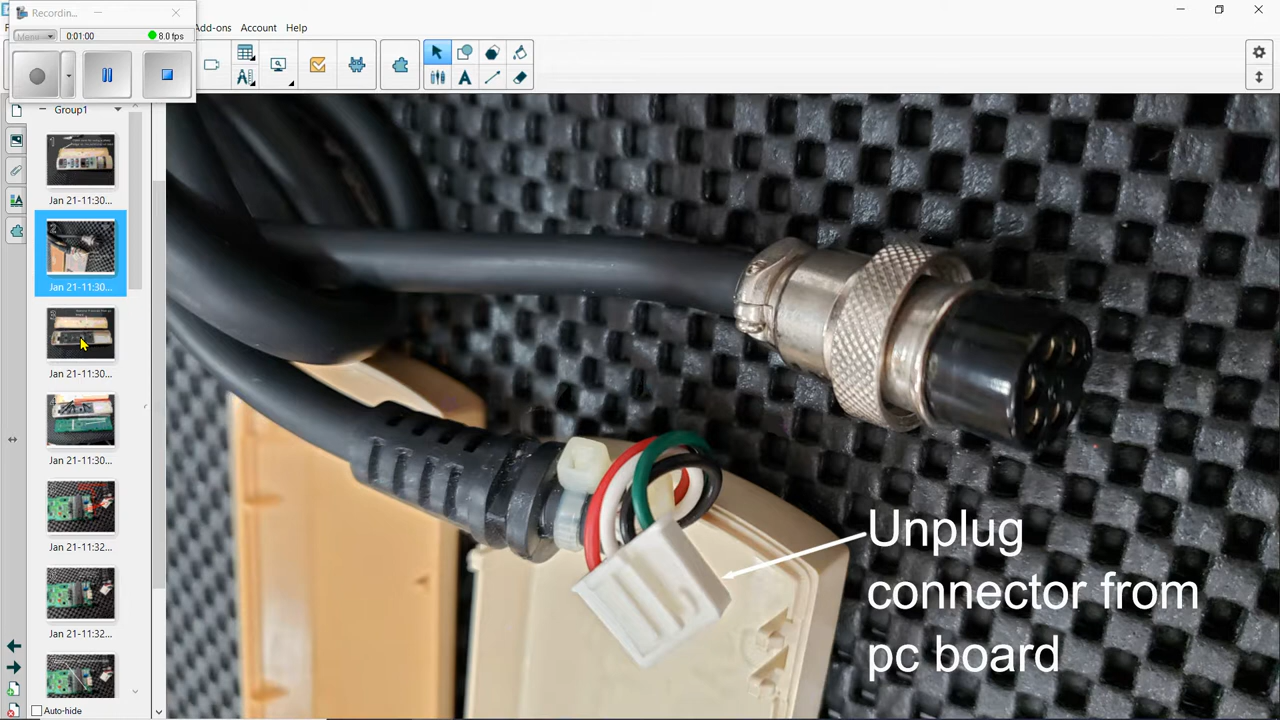 Recordin...
Menu
0:01:00
8.0 fps
Add-ons
Account
Help
Group1
Jan 21-11:30...
Jan 21-11:30...
Jan 21-11:30...
Jan 21-11:30...
Jan 21-11:32...
Jan 21-11:32...
Auto-hide
Unplug
connector from
pc board